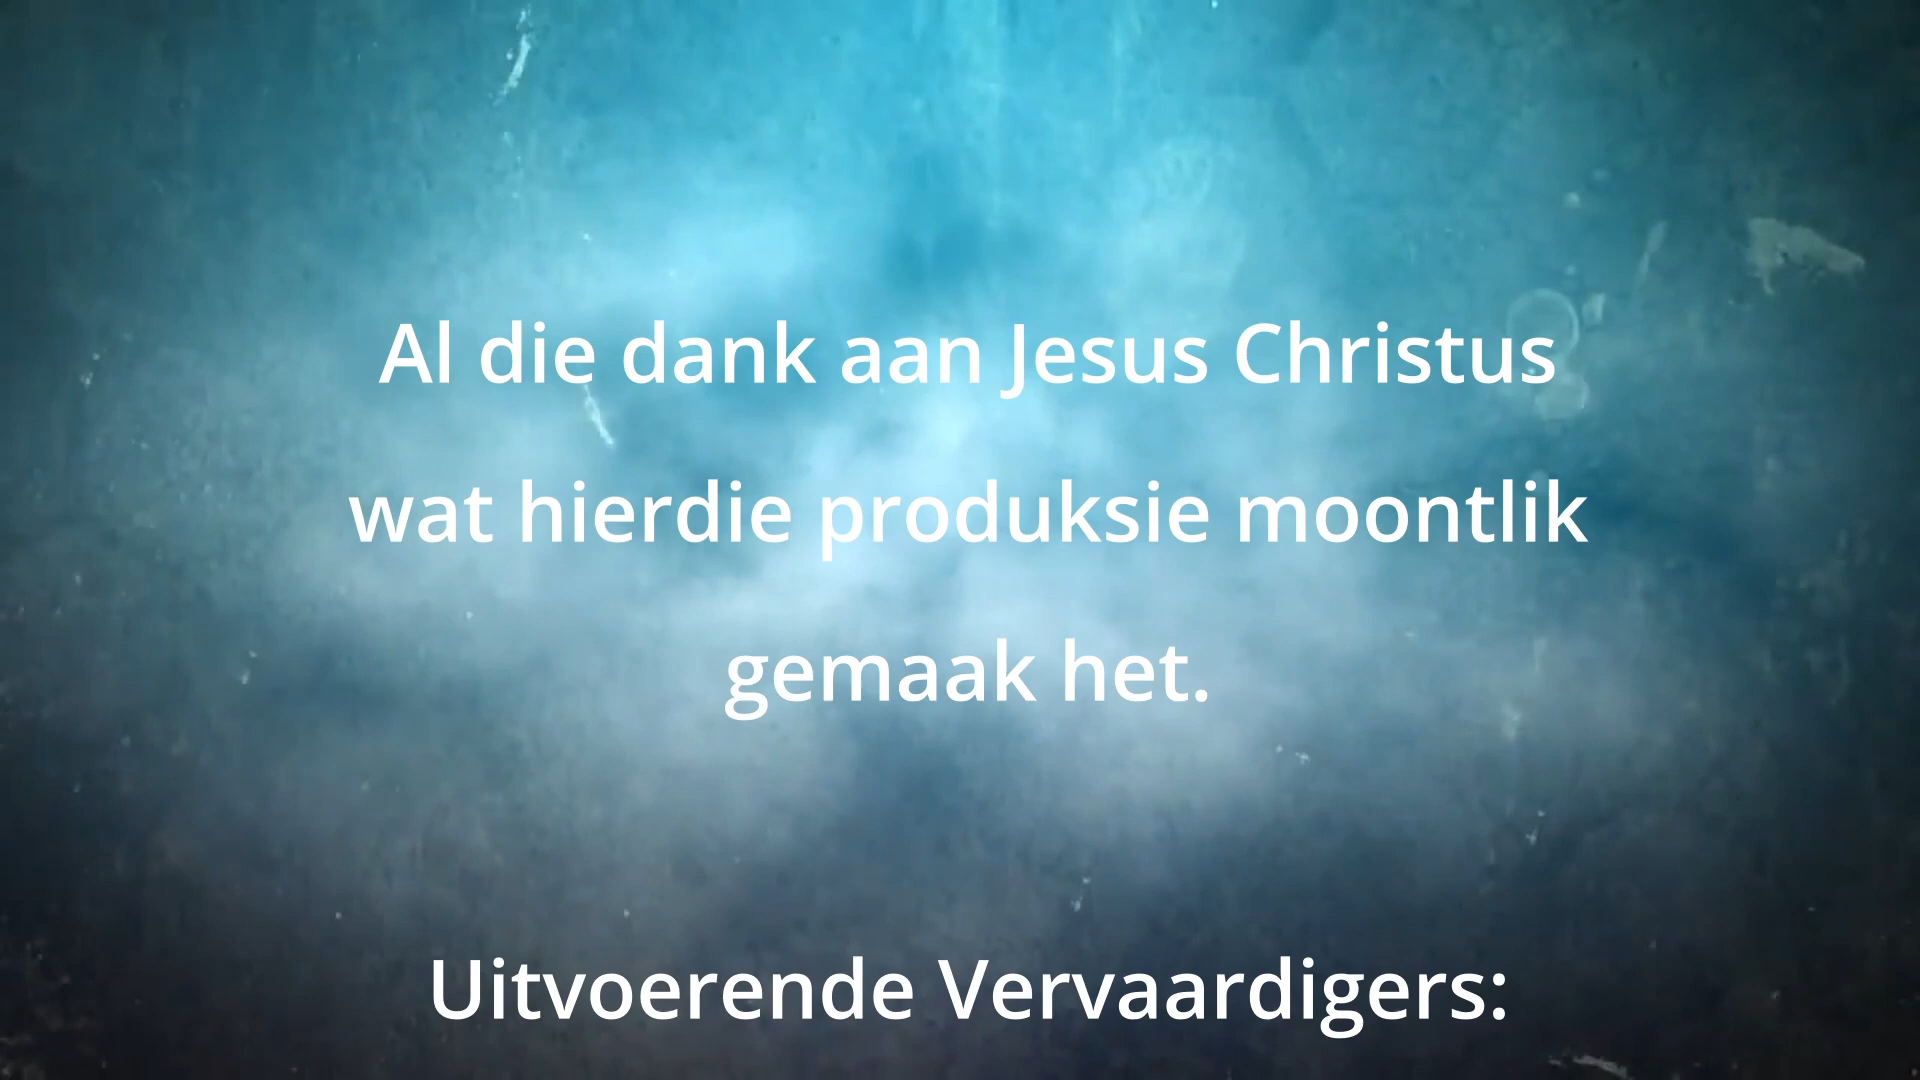 Al die dank aan Jesus Christus
wat hierdie produksie moontlik
gemaak het.
Uitvoerende Vervaardigers: